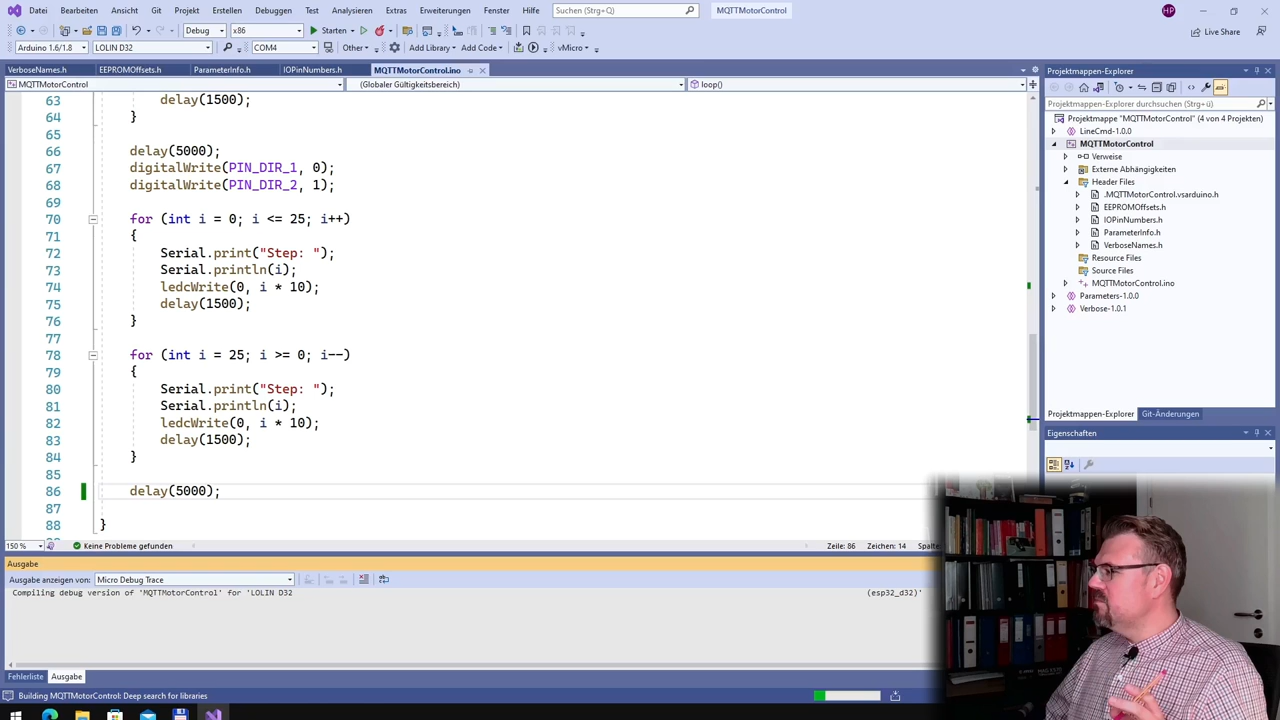 Datei Bearbeiten Ansicht Git Projekt Erstellen Debuggen Test Analysieren Extras Erweiterungen Fenster Hilfe Suchen (Strg+Q) MQTTMotorControl HP
Debug x86 Starten Live Share
Arduino 1.6/1.8 LOLIN D32 COM4 Other Add Library Add Code vMicro
VerboseNames.h EEPROMOffsets.h ParameterInfo.h IOPinNumbers.h MQTTMotorControl.ino
MQTTMotorControl (Globaler Gültigkeitsbereich) loop()
63 delay(1500);
64 }
65
66 delay(5000);
67 digitalWrite(PIN_DIR_1, 0);
68 digitalWrite(PIN_DIR_2, 1);
69
70 for (int i = 0; i <= 25; i++)
71 {
72 Serial.print("Step: ");
73 Serial.println(i);
74 ledcWrite(0, i * 10);
75 delay(1500);
76 }
77
78 for (int i = 25; i >= 0; i--)
79 {
80 Serial.print("Step: ");
81 Serial.println(i);
82 ledcWrite(0, i * 10);
83 delay(1500);
84 }
85
86 delay(5000);
87
88 }
150 % Keine Probleme gefunden Zeile: 86 Zeichen: 14
Ausgabe
Ausgabe anzeigen von: Micro Debug Trace
Compiling debug version of 'MQTTMotorControl' for 'LOLIN D32 (esp32_d32)'
Fehlerliste Ausgabe
Building MQTTMotorControl: Deep search for libraries
Projektmappen-Explorer
Projektmappen-Explorer durchsuchen (Strg+ü)
Projektmappe "MQTTMotorControl" (4 von 4 Projekten)
LineCmd-1.0.0
MQTTMotorControl
Verweise
Externe Abhängigkeiten
Header Files
.MQTTMotorControl.vsarduino.h
EEPROMOffsets.h
IOPinNumbers.h
ParameterInfo.h
VerboseNames.h
Resource Files
Source Files
MQTTMotorControl.ino
Parameters-1.0.0
Verbose-1.0.1
Projektmappen-Explorer Git-Änderungen
Eigenschaften